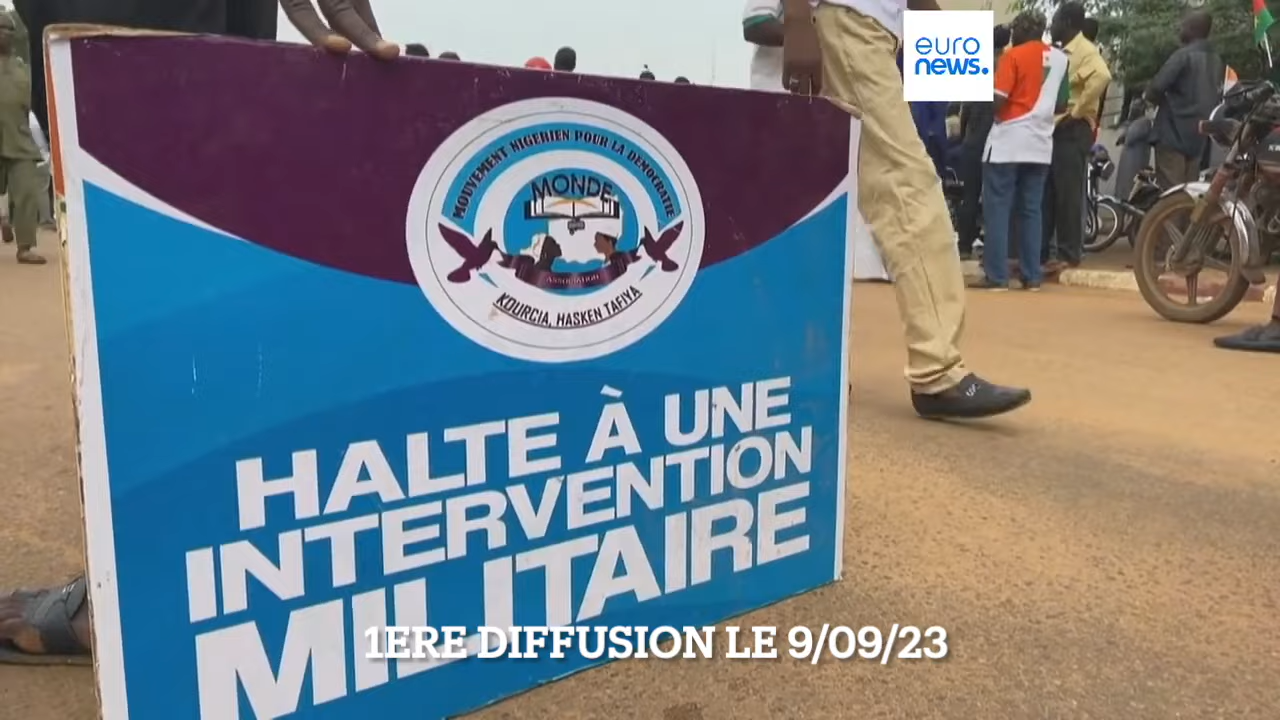 euro
news.
MOUVEMENT NIGERIEN POUR LA DEMOCRATIE
MONDE
ASSOCIATION
KOURCIA, HASKEN TAFIYA
HALTE À UNE
INTERVENTION
MILITAIRE
1ERE DIFFUSION LE 9/09/23